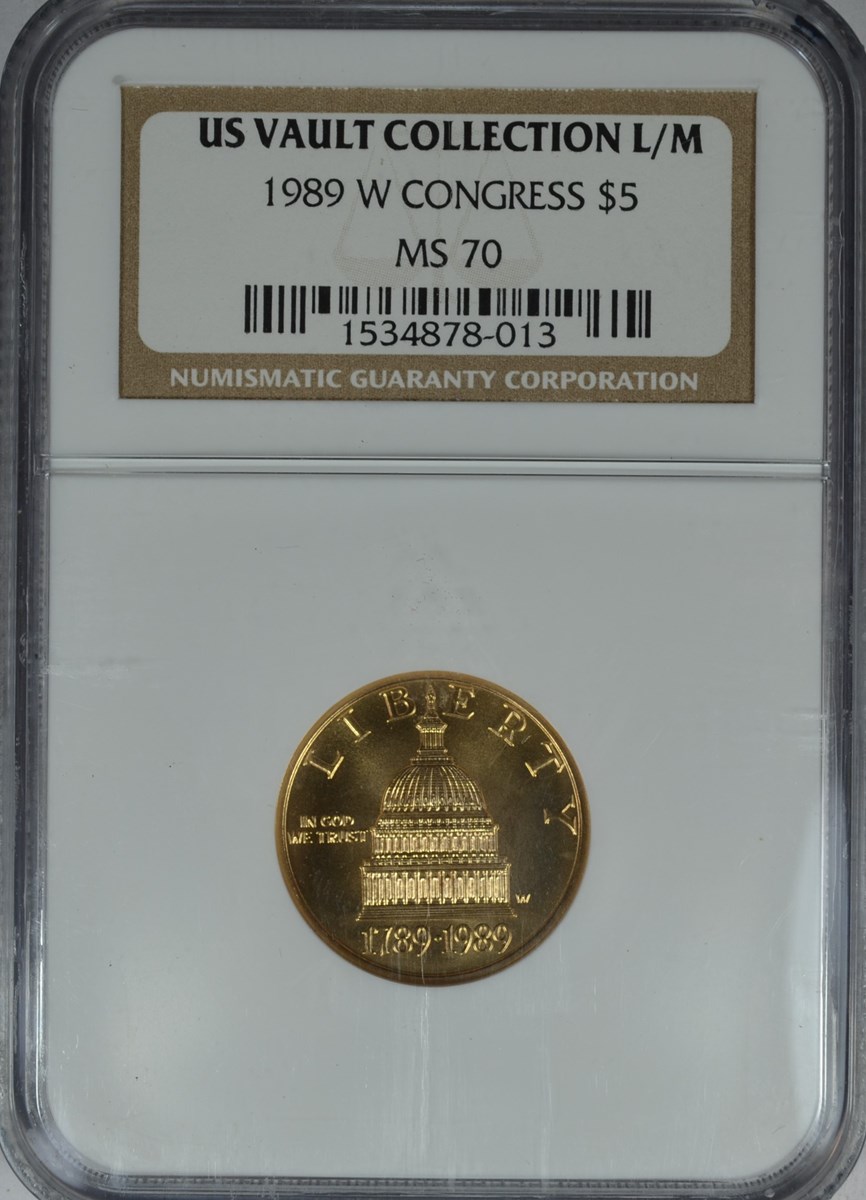 US VAULT COLLECTION L/M
1989 W CONGRESS $5
MS 70
1534878-013
NUMISMATIC GUARANTY CORPORATION
LIBERTY
IN GOD
WE TRUST
W
1789-1989